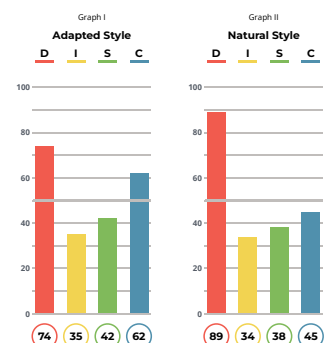 Graph I
Adapted Style
D I S C
100
80
60
40
20
0
74 35 42 62
Graph II
Natural Style
D I S C
100
80
60
40
20
0
89 34 38 45